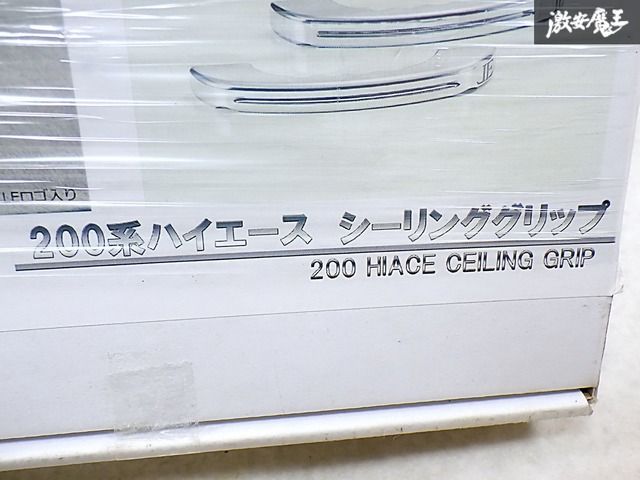 激安魔王
JE
LEロゴ入り
200系ハイエース シーリンググリップ
200 HIACE CEILING GRIP